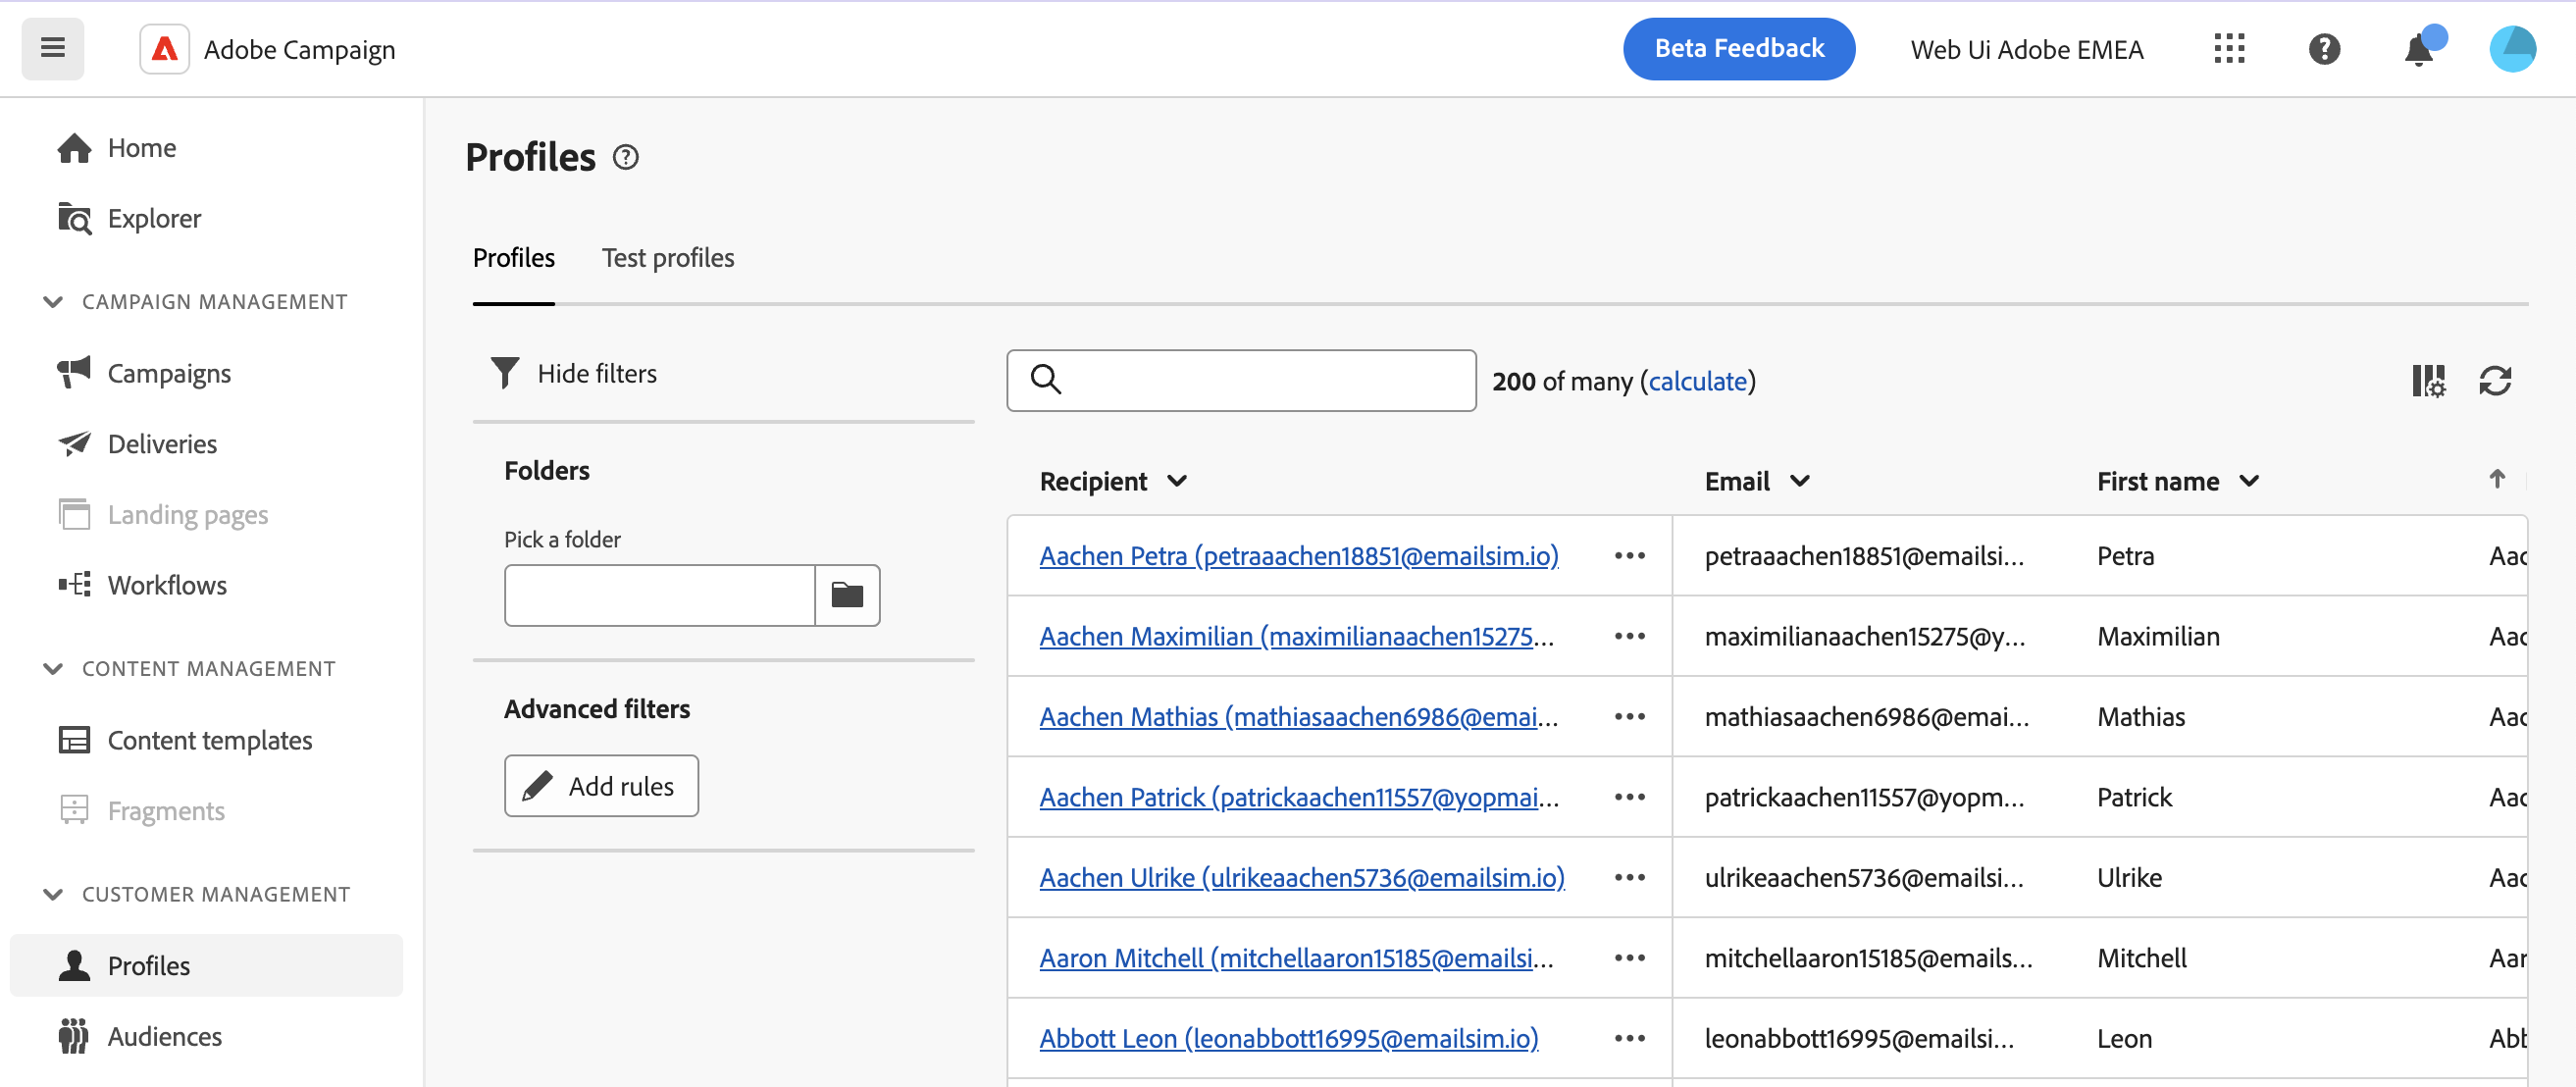 Adobe Campaign
Beta Feedback
Web Ui Adobe EMEA
Home
Explorer
CAMPAIGN MANAGEMENT
Campaigns
Deliveries
Landing pages
Workflows
CONTENT MANAGEMENT
Content templates
Fragments
CUSTOMER MANAGEMENT
Profiles
Audiences
Profiles
Profiles Test profiles
Hide filters
Folders
Pick a folder
Advanced filters
Add rules
200 of many (calculate)
Recipient Email First name
Aachen Petra (petraaachen18851@emailsim.io) ••• petraaachen18851@emailsi... Petra Aac
Aachen Maximilian (maximilianaachen15275... ••• maximilianaachen15275@y... Maximilian Aac
Aachen Mathias (mathiasaachen6986@emai... ••• mathiasaachen6986@emai... Mathias Aac
Aachen Patrick (patrickaachen11557@yopmai... ••• patrickaachen11557@yopm... Patrick Aac
Aachen Ulrike (ulrikeaachen5736@emailsim.io) ••• ulrikeaachen5736@emailsi... Ulrike Aac
Aaron Mitchell (mitchellaaron15185@emailsi... ••• mitchellaaron15185@emails... Mitchell Aar
Abbott Leon (leonabbott16995@emailsim.io) ••• leonabbott16995@emailsi... Leon Abb